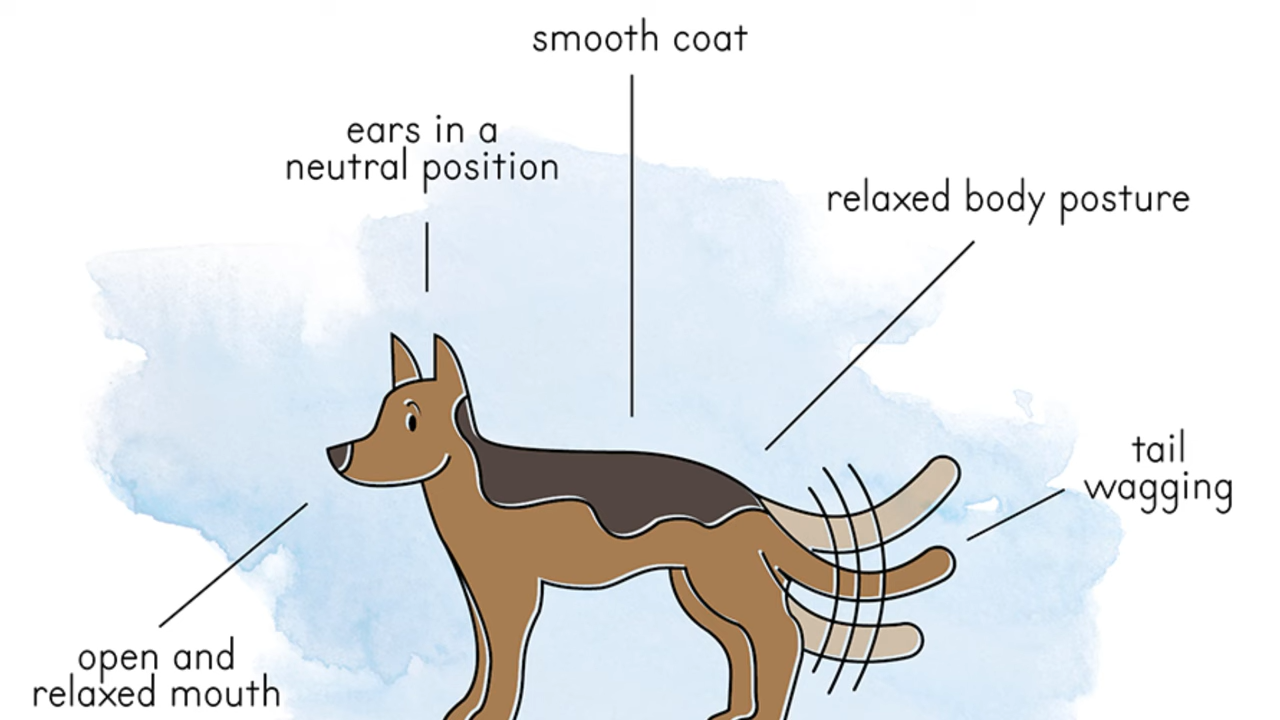 smooth coat
ears in a
neutral position
relaxed body posture
tail
wagging
open and
relaxed mouth